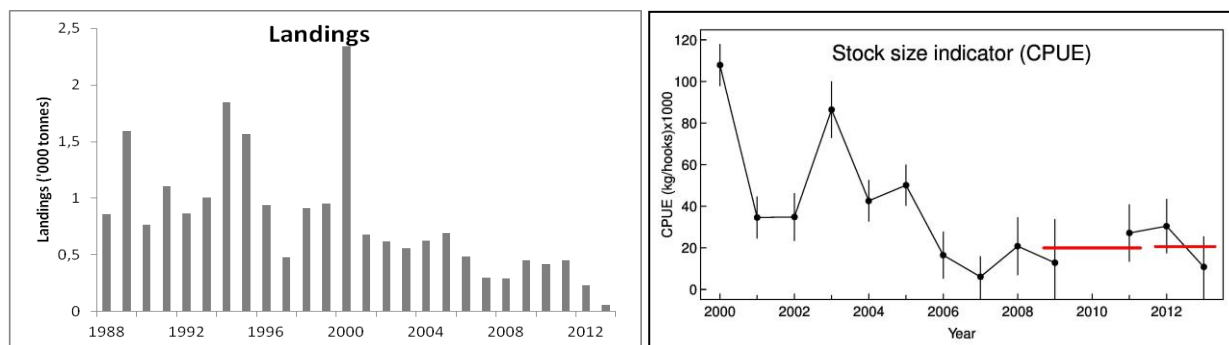 Landings
Landings ('000 tonnes)
2,5
2
1,5
1
0,5
0
1988 1992 1996 2000 2004 2008 2012
Stock size indicator (CPUE)
CPUE (kg/hooks)x1000
120
100
80
60
40
20
0
2000 2002 2004 2006 2008 2010 2012
Year